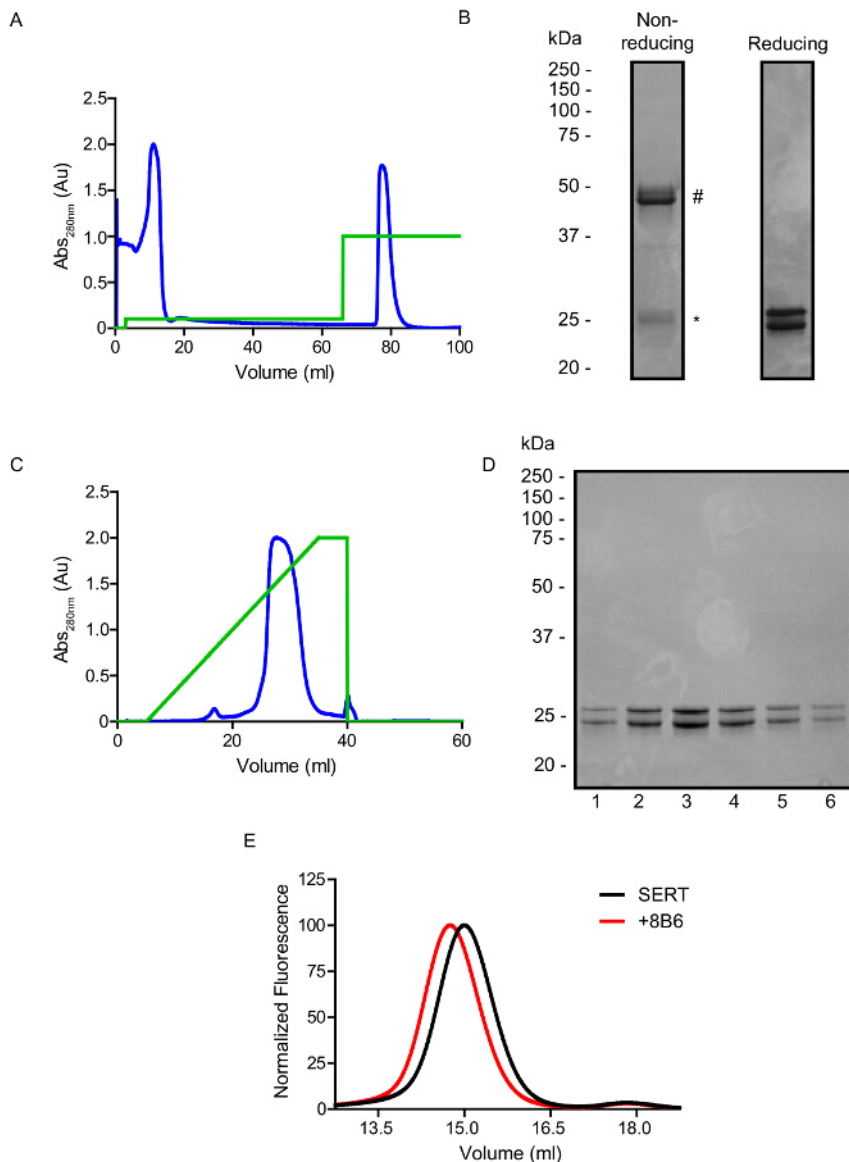 A
2.5
2.0
1.5
1.0
0.5
0
0 20 40 60 80 100
Abs280nm (Au)
Volume (ml)
B
kDa
Non-
reducing
Reducing
250 -
150 -
100 -
75 -
50 -
37 -
25 -
20 -
#
*
C
2.5
2.0
1.5
1.0
0.5
0
0 20 40 60
Abs280nm (Au)
Volume (ml)
D
kDa
250 -
150 -
100 -
75 -
50 -
37 -
25 -
20 -
1 2 3 4 5 6
E
125
100
75
50
25
0
13.5 15.0 16.5 18.0
Normalized Fluorescence
Volume (ml)
SERT
+8B6